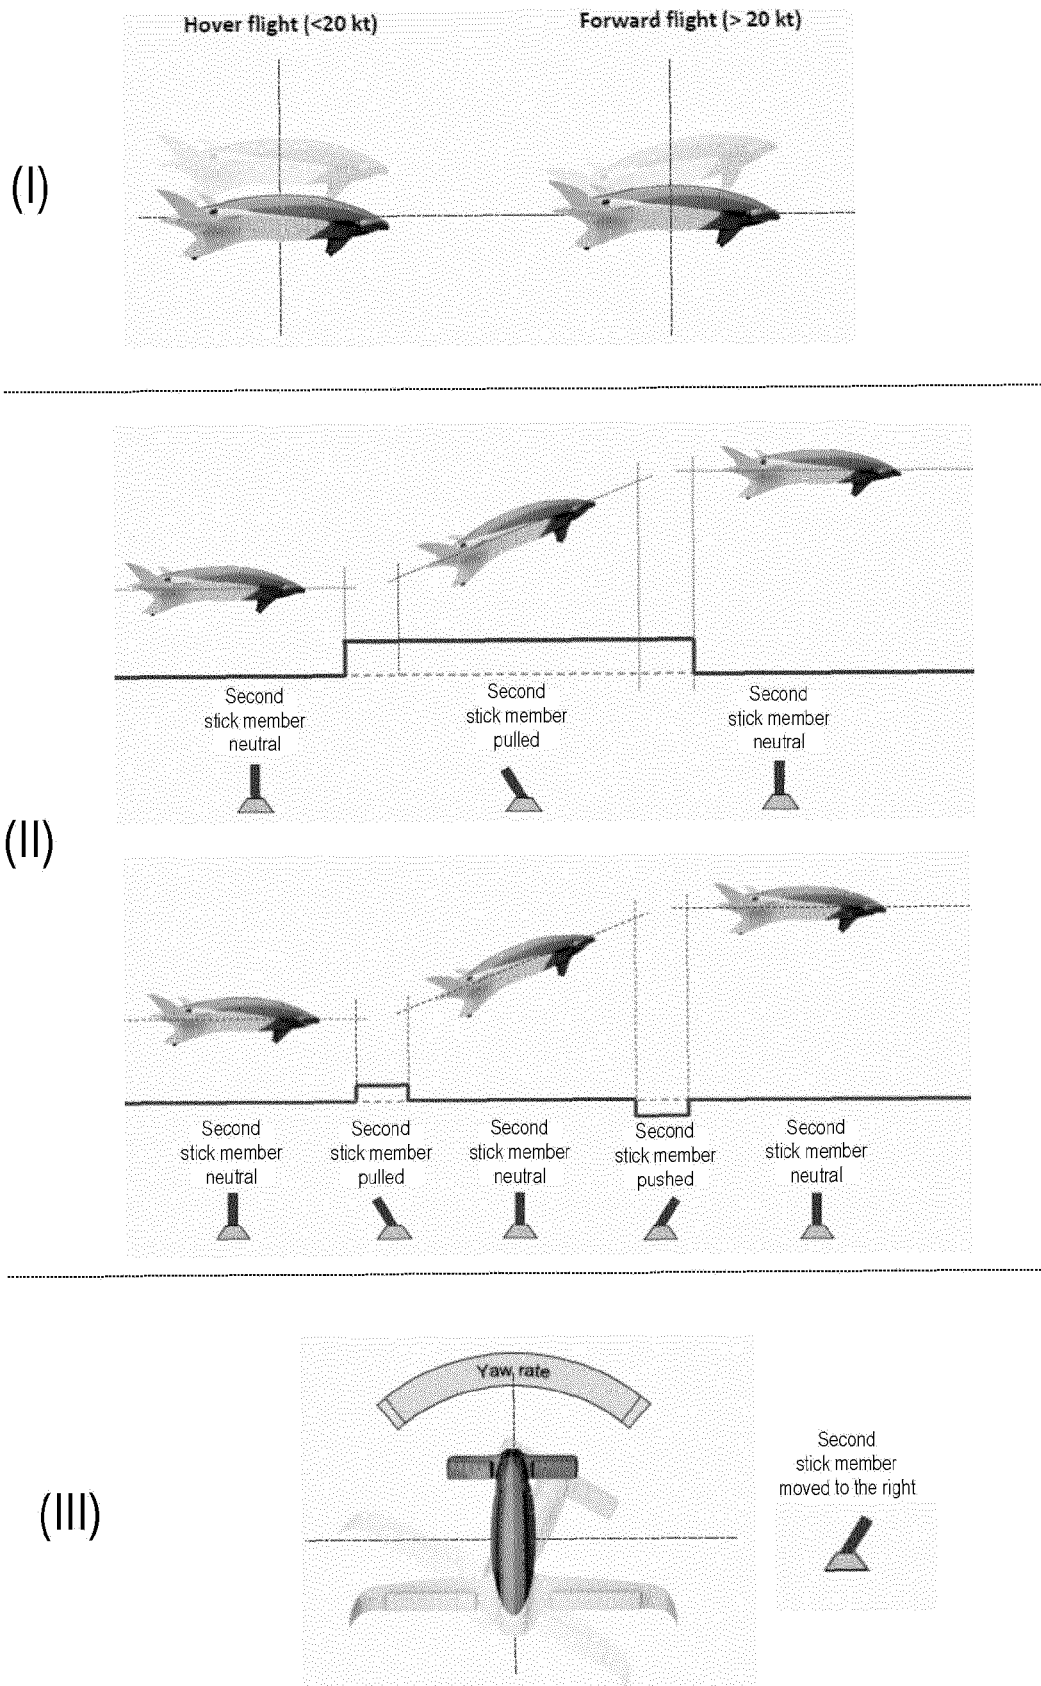 Hover flight (<20 kt)
Forward flight (> 20 kt)
(I)
(II)
Second
stick member
neutral
Second
stick member
pulled
Second
stick member
neutral
Second
stick member
neutral
Second
stick member
pulled
Second
stick member
neutral
Second
stick member
pushed
Second
stick member
neutral
(III)
Yaw rate
Second
stick member
moved to the right